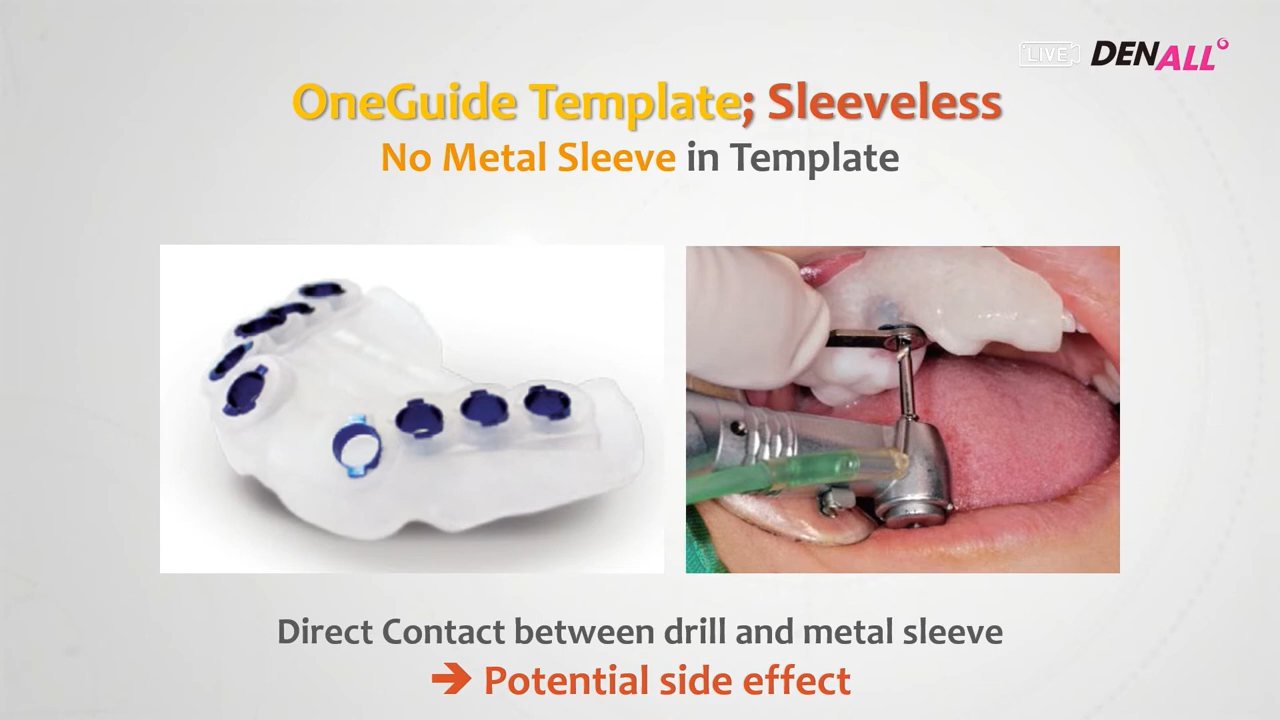 LIVE DENALL
OneGuide Template; Sleeveless
No Metal Sleeve in Template
Direct Contact between drill and metal sleeve
➔ Potential side effect